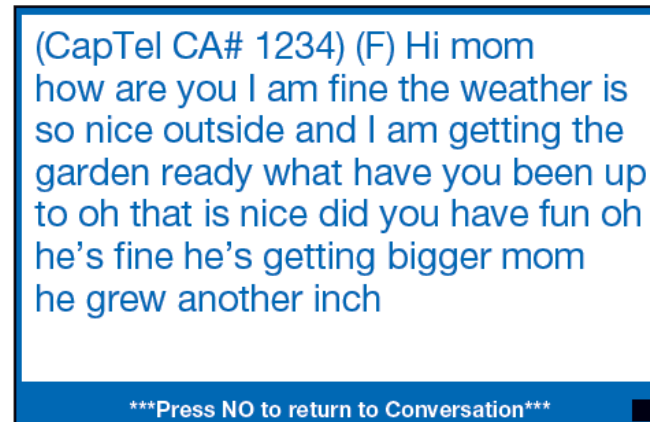 (CapTel CA# 1234) (F) Hi mom
how are you I am fine the weather is
so nice outside and I am getting the
garden ready what have you been up
to oh that is nice did you have fun oh
he's fine he's getting bigger mom
he grew another inch
***Press NO to return to Conversation***